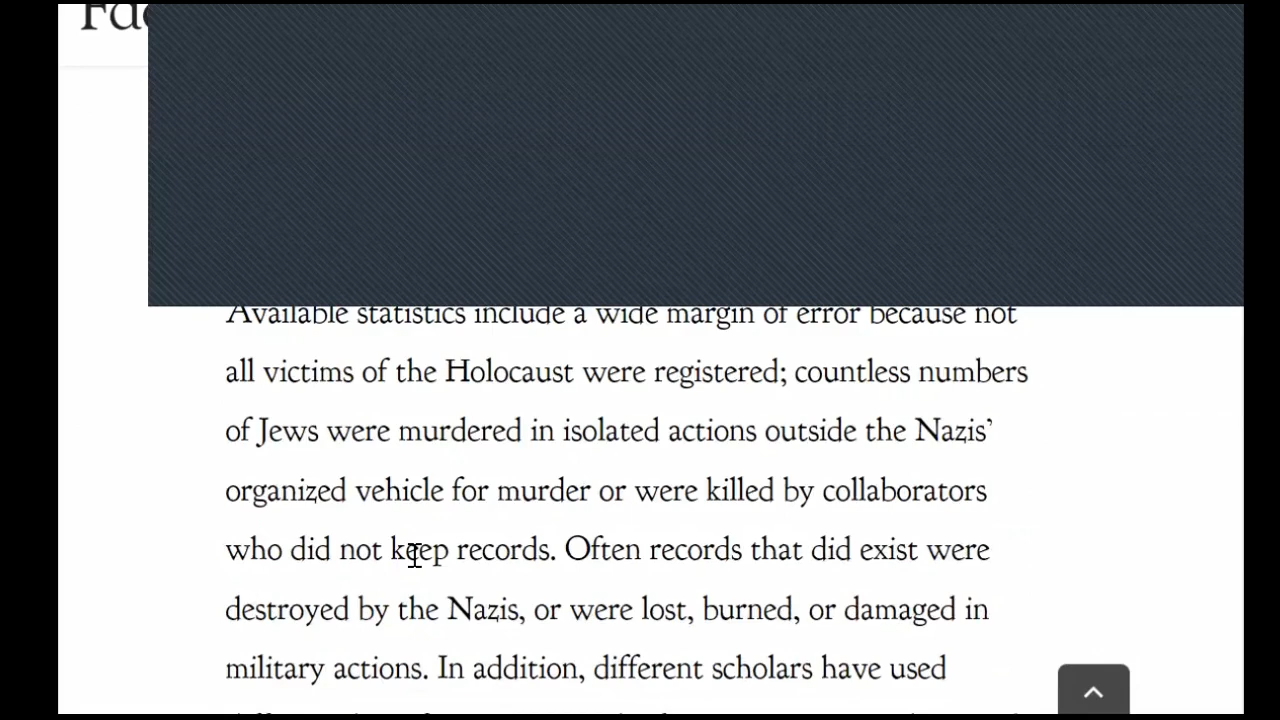 Available statistics include a wide margin of error because not
all victims of the Holocaust were registered; countless numbers
of Jews were murdered in isolated actions outside the Nazis’
organized vehicle for murder or were killed by collaborators
who did not keep records. Often records that did exist were
destroyed by the Nazis, or were lost, burned, or damaged in
military actions. In addition, different scholars have used